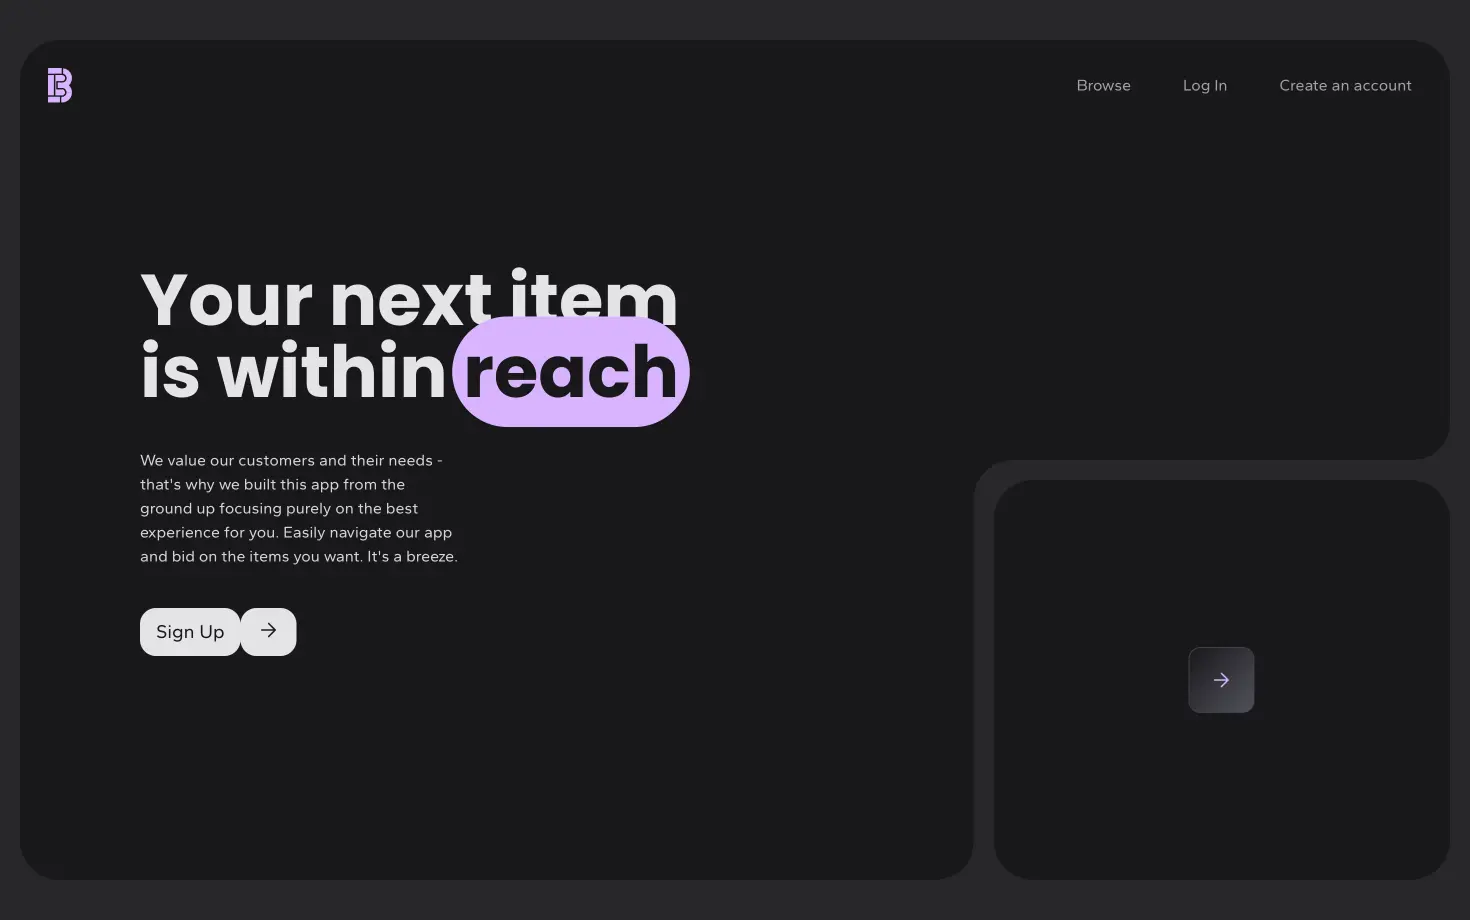 B
Browse
Log In
Create an account
Your next item
is within reach
We value our customers and their needs -
that's why we built this app from the
ground up focusing purely on the best
experience for you. Easily navigate our app
and bid on the items you want. It's a breeze.
Sign Up